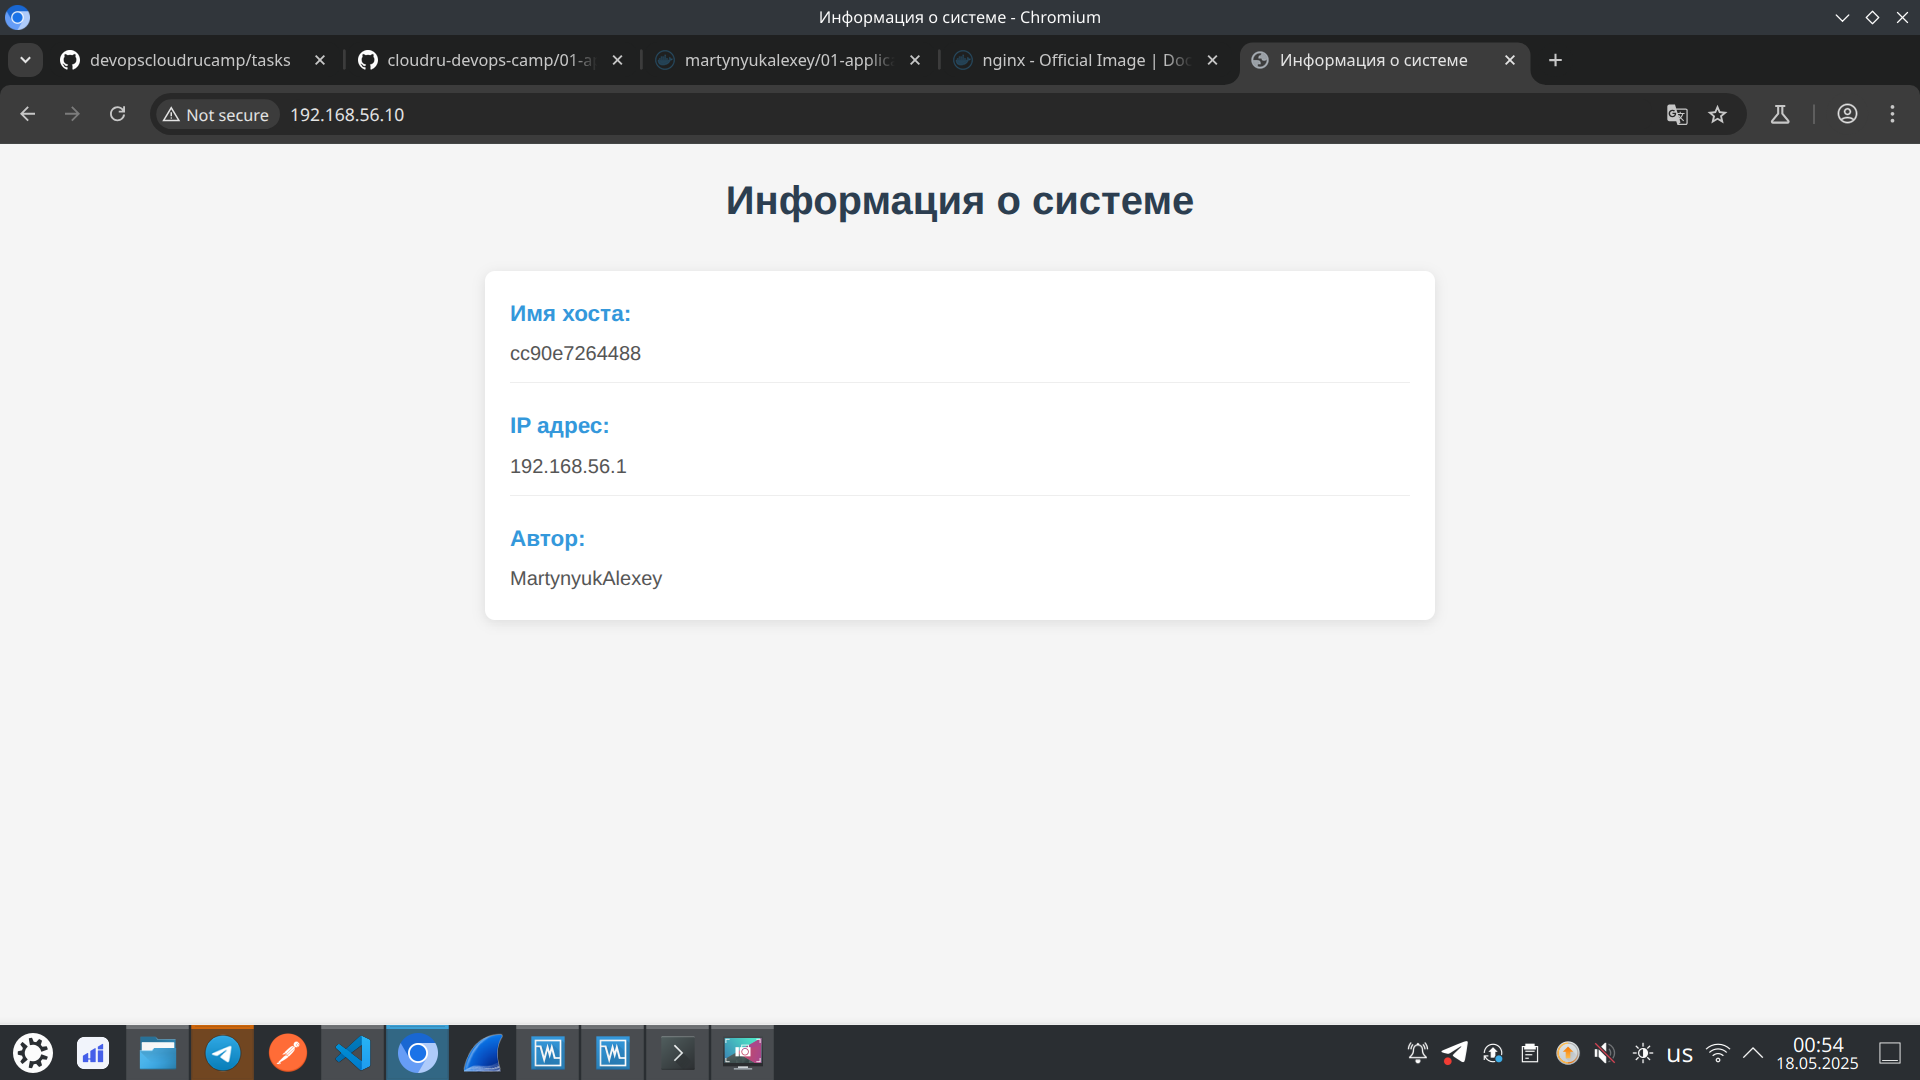 Информация о системе - Chromium
devopscloudrucamp/tasks
cloudru-devops-camp/01-a
martynyukalexey/01-applic
nginx - Official Image | Doc
Информация о системе
Not secure
192.168.56.10
Информация о системе
Имя хоста:
cc90e7264488
IP адрес:
192.168.56.1
Автор:
MartynyukAlexey
us
00:54
18.05.2025